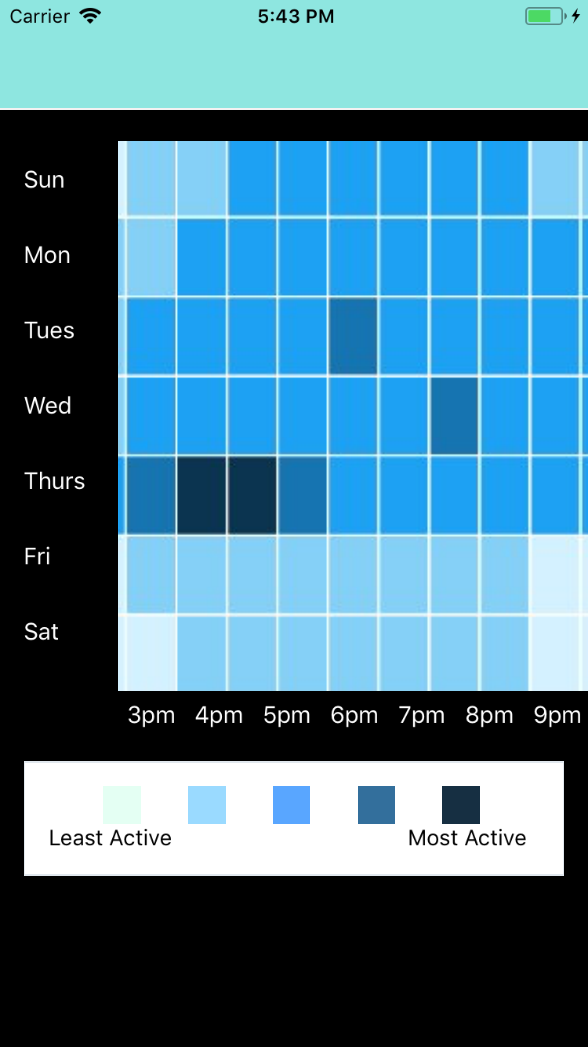 Carrier 5:43 PM
Sun
Mon
Tues
Wed
Thurs
Fri
Sat
3pm 4pm 5pm 6pm 7pm 8pm 9pm
Least Active Most Active